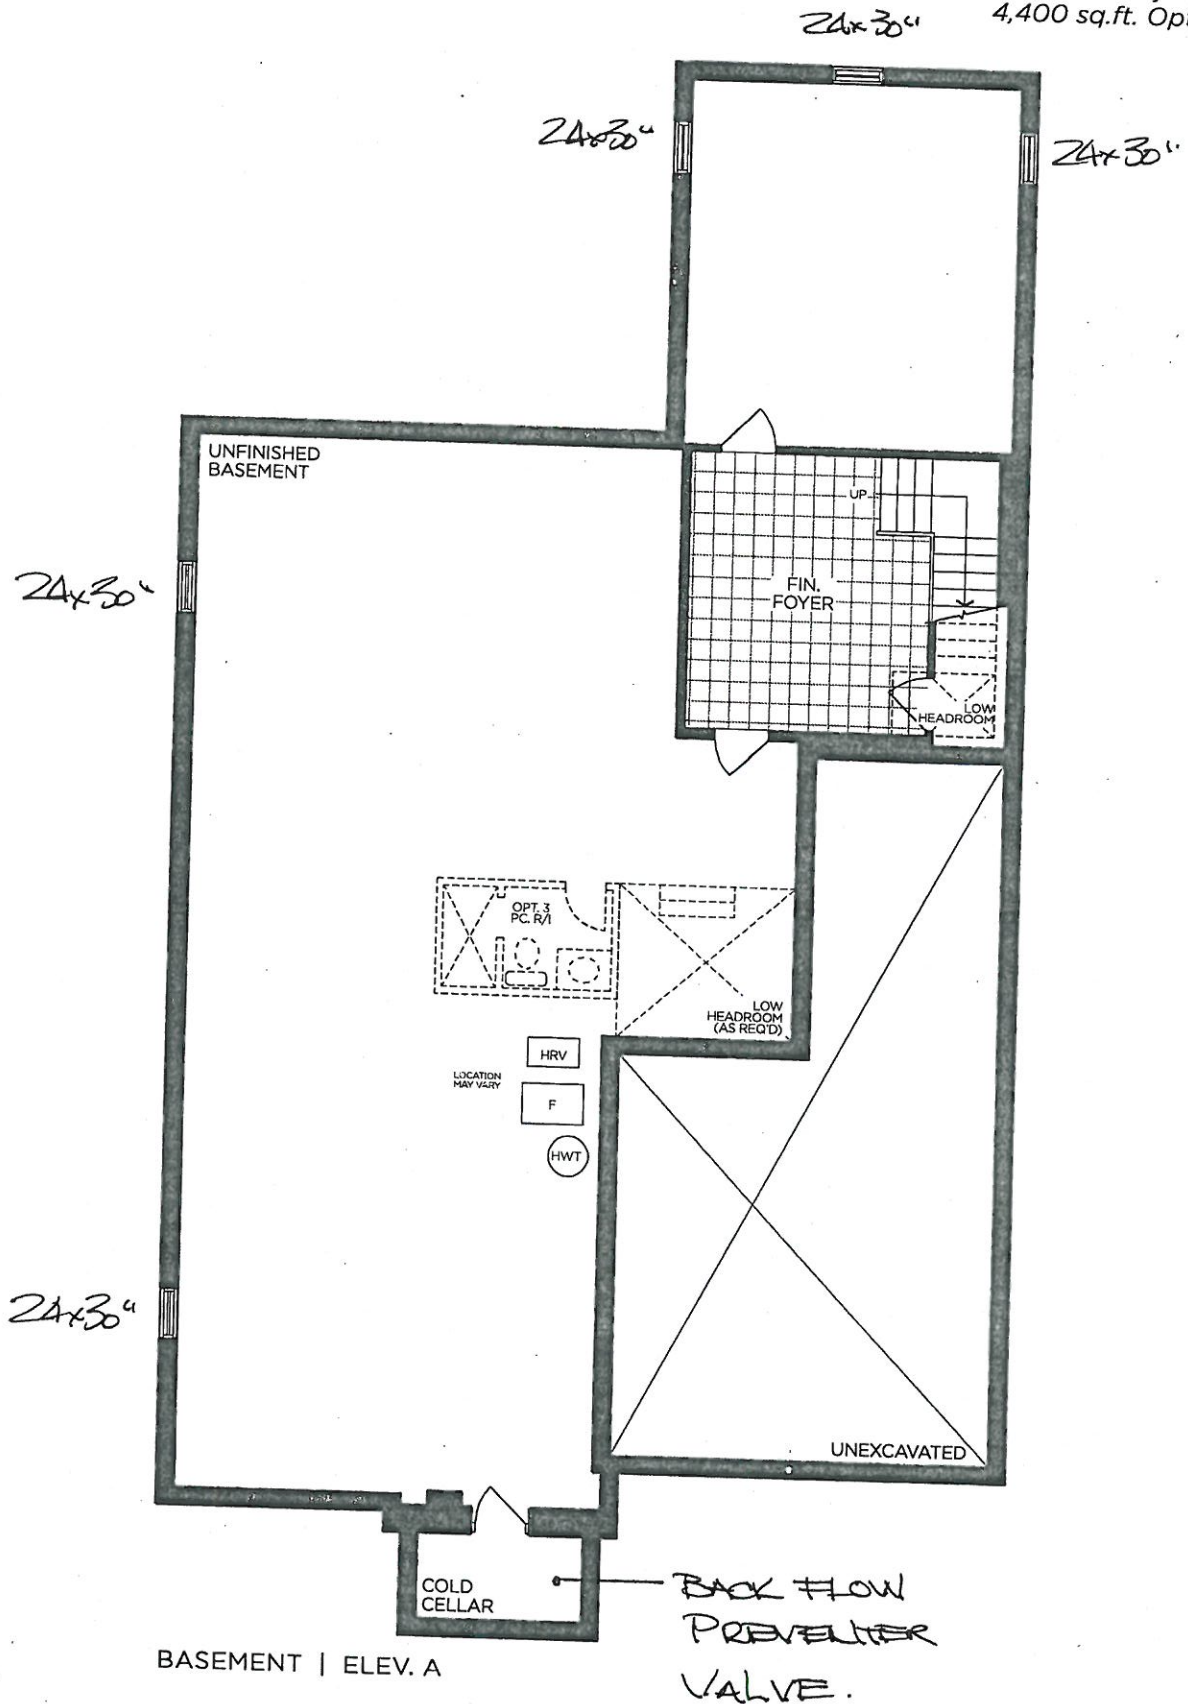 4,400 sq.ft. Op
24x30"
24x30"
24x30"
UNFINISHED
BASEMENT
UP
24x30"
FIN.
FOYER
LOW
HEADROOM
OPT. 3
PC. R/I
LOW
HEADROOM
(AS REQ'D)
HRV
LOCATION
MAY VARY
F
HWT
24x30"
UNEXCAVATED
COLD
CELLAR
BACK FLOW
PREVENTER
VALVE.
BASEMENT | ELEV. A